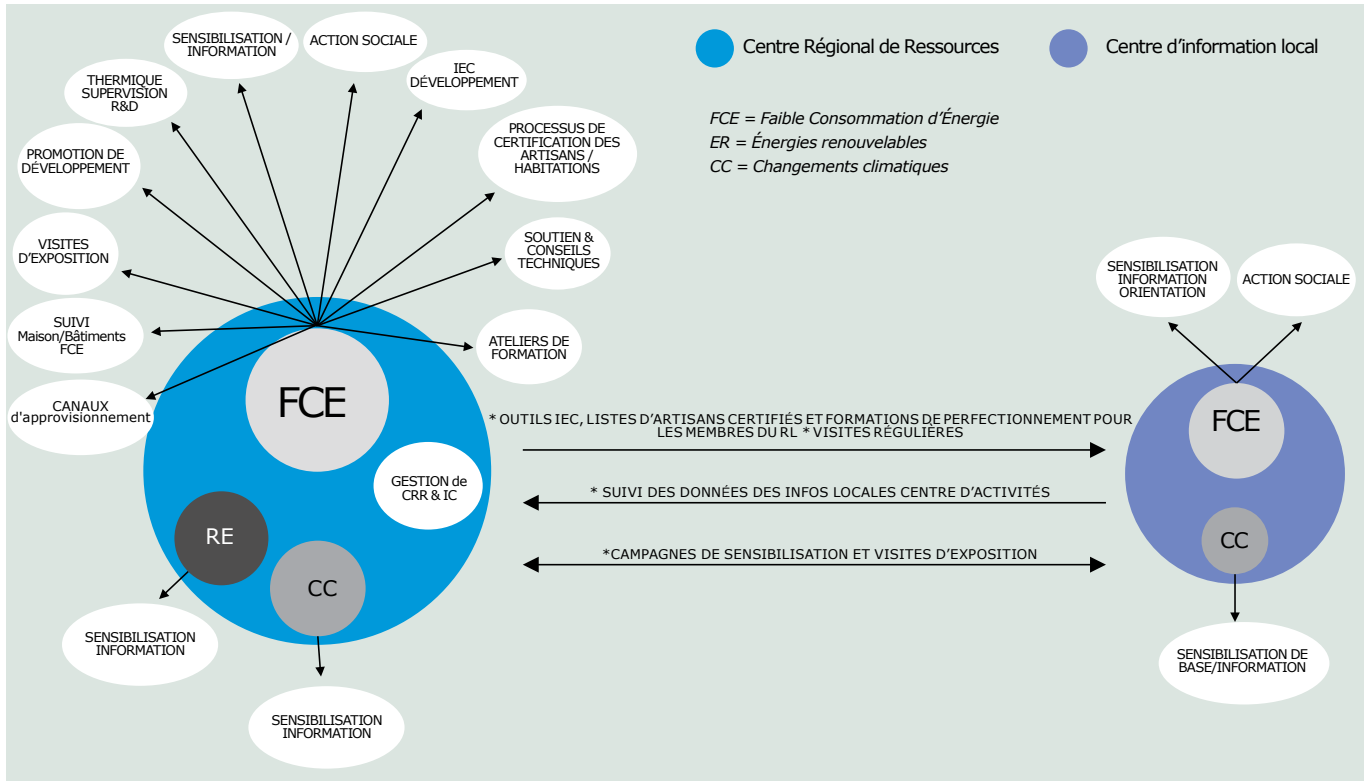 Centre Régional de Ressources
Centre d'information local
FCE = Faible Consommation d'Énergie
ER = Énergies renouvelables
CC = Changements climatiques
SENSIBILISATION /
INFORMATION
ACTION SOCIALE
IEC
DÉVELOPPEMENT
THERMIQUE
SUPERVISION
R&D
PROCESSUS DE
CERTIFICATION DES
ARTISANS /
HABITATIONS
PROMOTION DE
DÉVELOPPEMENT
VISITES
D'EXPOSITION
SOUTIEN &
CONSEILS
TECHNIQUES
SUIVI
Maison/Bâtiments
FCE
ATELIERS DE
FORMATION
CANAUX
d'approvisionnement
FCE
GESTION de
CRR & IC
RE
CC
SENSIBILISATION
INFORMATION
SENSIBILISATION
INFORMATION
* OUTILS IEC, LISTES D'ARTISANS CERTIFIÉS ET FORMATIONS DE PERFECTIONNEMENT POUR
LES MEMBRES DU RL * VISITES RÉGULIÈRES
* SUIVI DES DONNÉES DES INFOS LOCALES CENTRE D'ACTIVITÉS
*CAMPAGNES DE SENSIBILISATION ET VISITES D'EXPOSITION
SENSIBILISATION
INFORMATION
ORIENTATION
ACTION SOCIALE
FCE
CC
SENSIBILISATION DE
BASE/INFORMATION